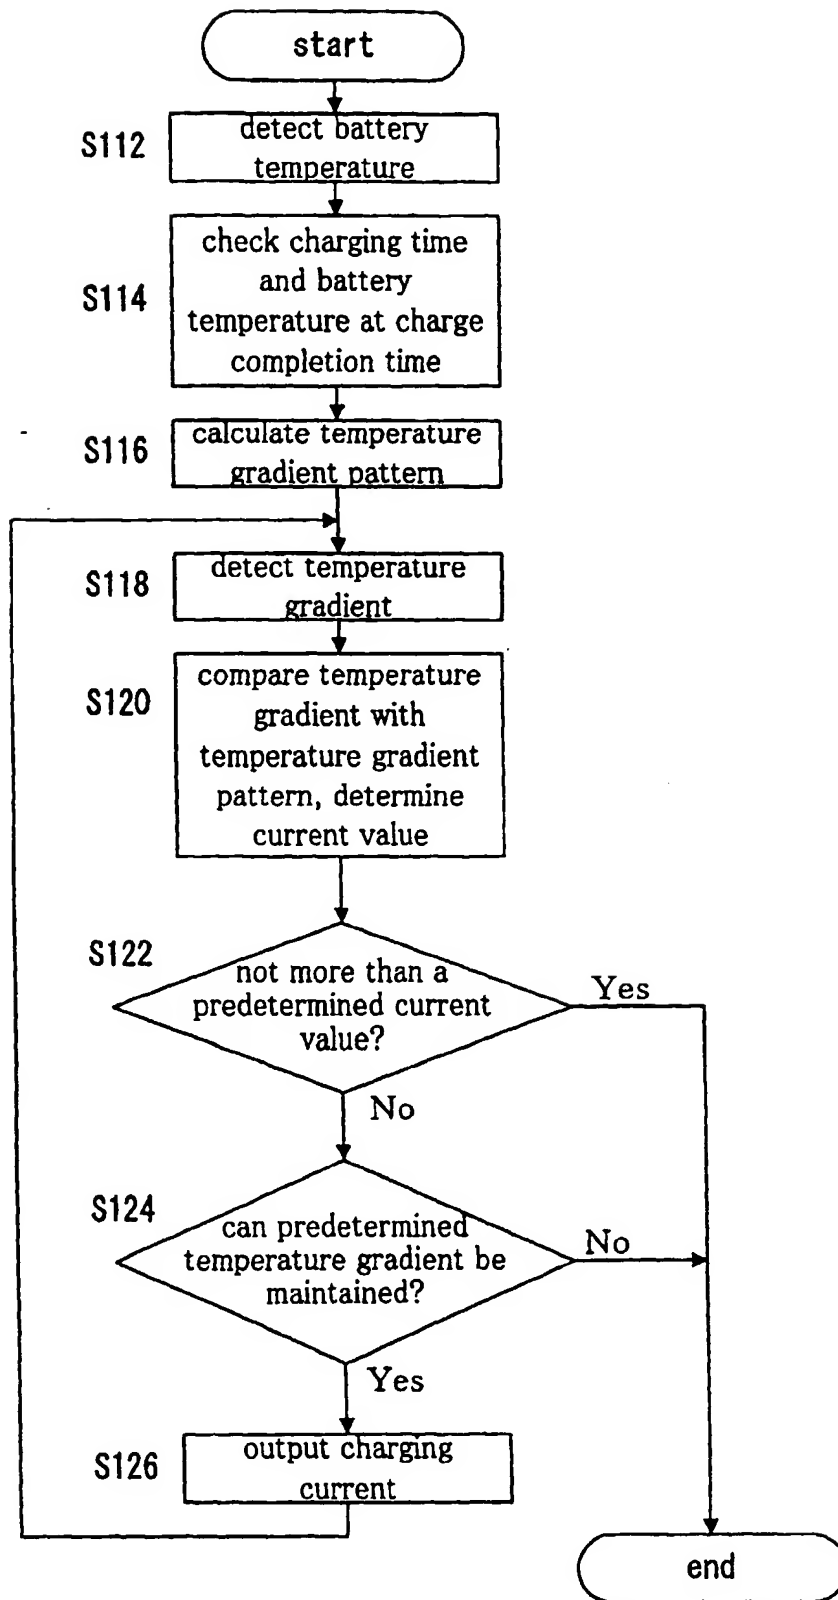 start
S112
detect battery
temperature
S114
check charging time
and battery
temperature at charge
completion time
S116
calculate temperature
gradient pattern
S118
detect temperature
gradient
S120
compare temperature
gradient with
temperature gradient
pattern, determine
current value
S122
not more than a
predetermined current
value?
Yes
No
S124
can predetermined
temperature gradient be
maintained?
No
Yes
S126
output charging
current
end